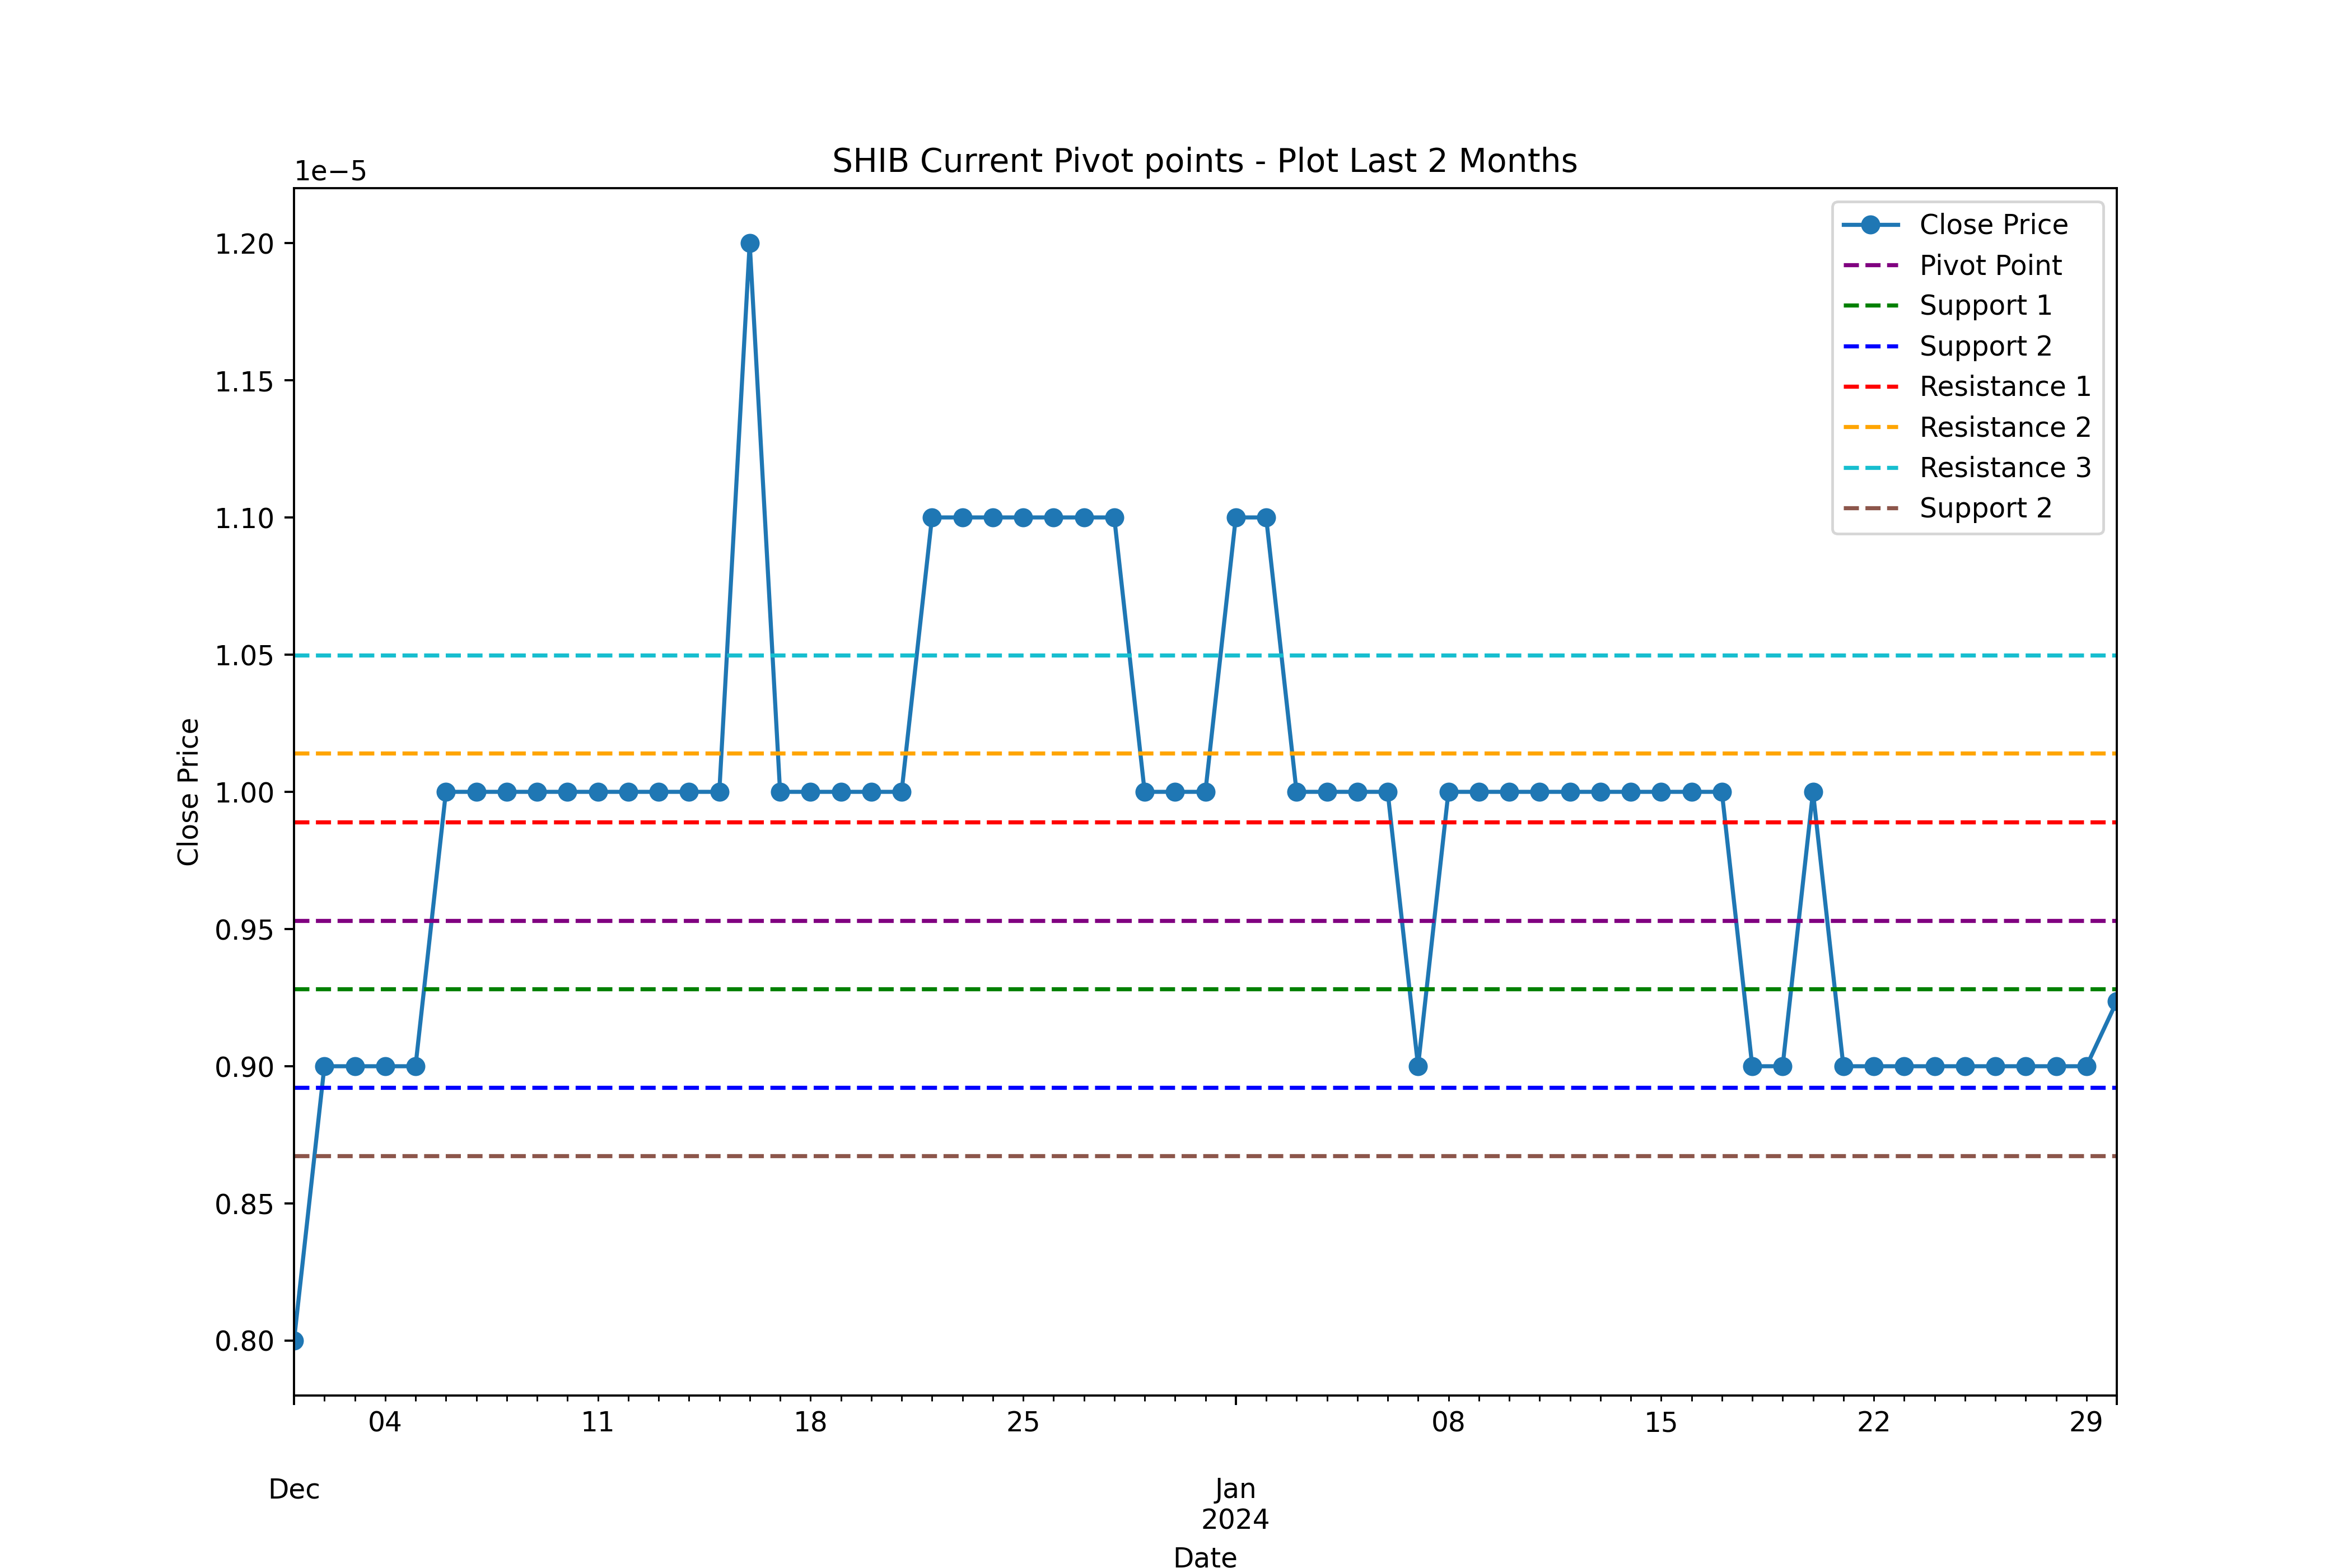 SHIB Current Pivot points - Plot Last 2 Months
1e−5
1.20
1.15
1.10
1.05
1.00
0.95
0.90
0.85
0.80
Close Price
Close Price
Pivot Point
Support 1
Support 2
Resistance 1
Resistance 2
Resistance 3
Support 2
04 11 18 25 08 15 22 29
Dec Jan
2024
Date